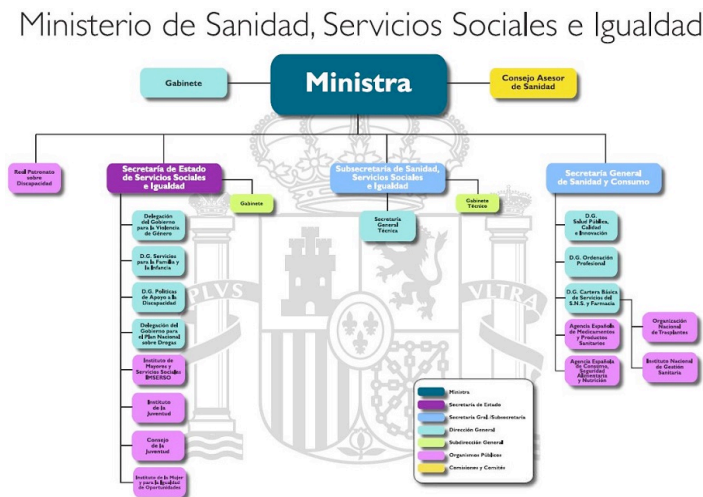 Ministerio de Sanidad, Servicios Sociales e Igualdad
Gabinete
Ministra
Consejo Asesor
de Sanidad
Real Patronato
sobre
Discapacidad
Secretaría de Estado
de Servicios Sociales
e Igualdad
Gabinete
Subsecretaría de Sanidad,
Servicios Sociales
e Igualdad
Gabinete
Técnico
Secretaría General
de Sanidad y Consumo
Delegación
del Gobierno
para la Violencia
de Género
D.G. Servicios
para la Familia y
la Infancia
D.G. Políticas
de Apoyo a la
Discapacidad
Delegación del
Gobierno para
el Plan Nacional
sobre Drogas
Instituto de
Mayores y
Servicios Sociales
IMSERSO
Instituto
de la
Juventud
Consejo
de la
Juventud
Instituto de la Mujer
y para la Igualdad
de Oportunidades
Secretaría
General
Técnica
D.G.
Salud Pública,
Calidad
e Innovación
D.G. Ordenación
Profesional
D.G. Cartera Básica
de Servicios del
S.N.S. y Farmacia
Agencia Española
de Medicamentos
y Productos
Sanitarios
Agencia Española
de Consumo,
Seguridad
Alimentaria
y Nutrición
Organización
Nacional
de Trasplantes
Instituto Nacional
de Gestión
Sanitaria
PLVS
VLTRA
Ministra
Secretaría de Estado
Secretaría Gral. /Subsecretaría
Dirección General
Subdirección General
Organismos Públicos
Comisiones y Comités